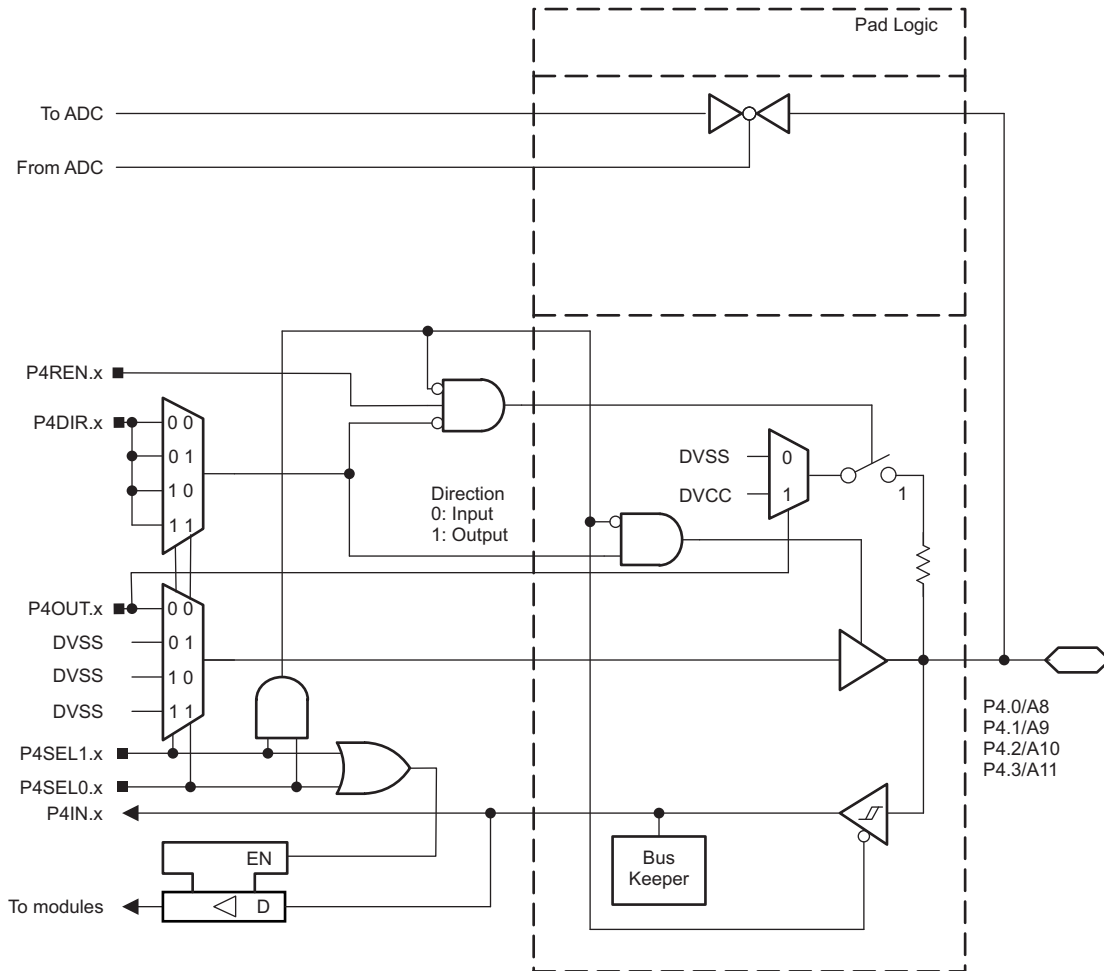 Pad Logic
To ADC
From ADC
P4REN.x
P4DIR.x
0 0
0 1
1 0
1 1
Direction
0: Input
1: Output
DVSS
0
DVCC
1
1
P4OUT.x
0 0
DVSS
0 1
DVSS
1 0
DVSS
1 1
P4.0/A8
P4.1/A9
P4.2/A10
P4.3/A11
P4SEL1.x
P4SEL0.x
P4IN.x
Bus
Keeper
EN
To modules
D